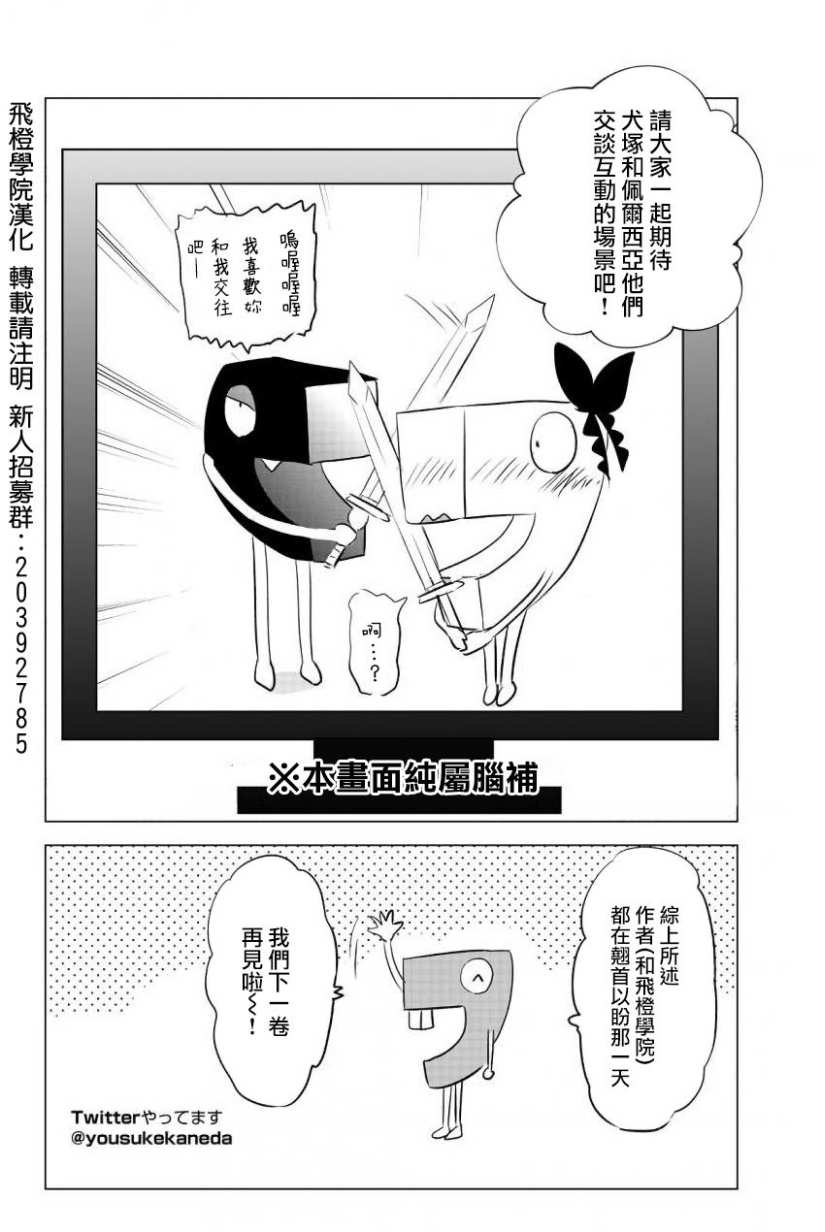 飛橙學院漢化 轉載請注明 新人招募群：20392785
請大家一起期待
犬塚和佩爾西亞他們
交談互動的場景吧！
嗚喔喔喔
我喜歡妳
和我交往
吧—
啊…？
※本畫面純屬腦補
綜上所述
作者(和飛橙學院)
都在翹首以盼那一天
我們下一卷
再見啦～！
Twitterやってます
@yousukekaneda